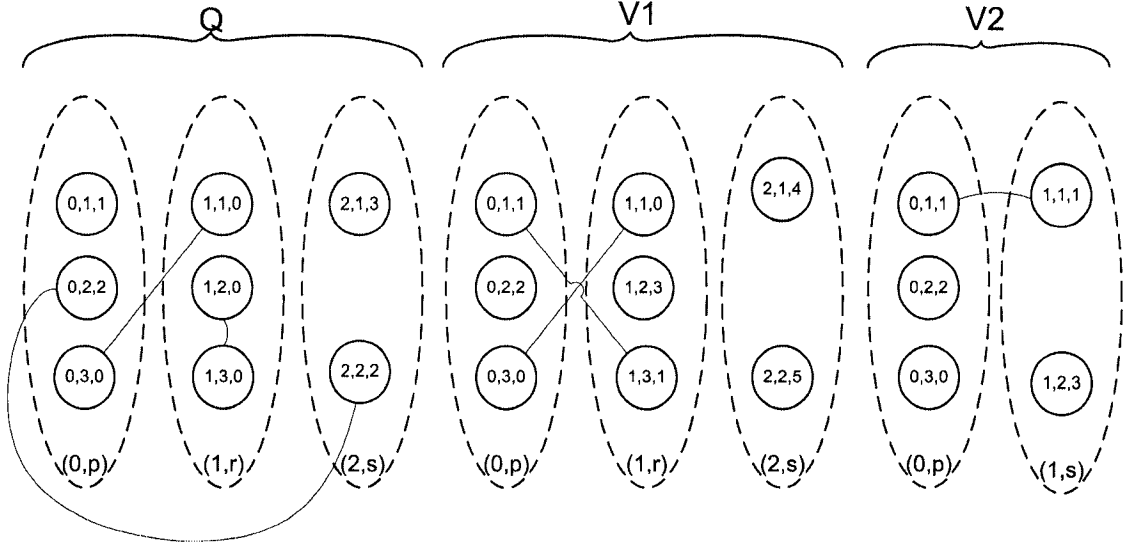 Q V1 V2
0,1,1 1,1,0 2,1,3 0,1,1 1,1,0 2,1,4 0,1,1 1,1,1
0,2,2 1,2,0 0,2,2 1,2,3 0,2,2
0,3,0 1,3,0 2,2,2 0,3,0 1,3,1 2,2,5 0,3,0 1,2,3
(0,p) (1,r) (2,s) (0,p) (1,r) (2,s) (0,p) (1,s)